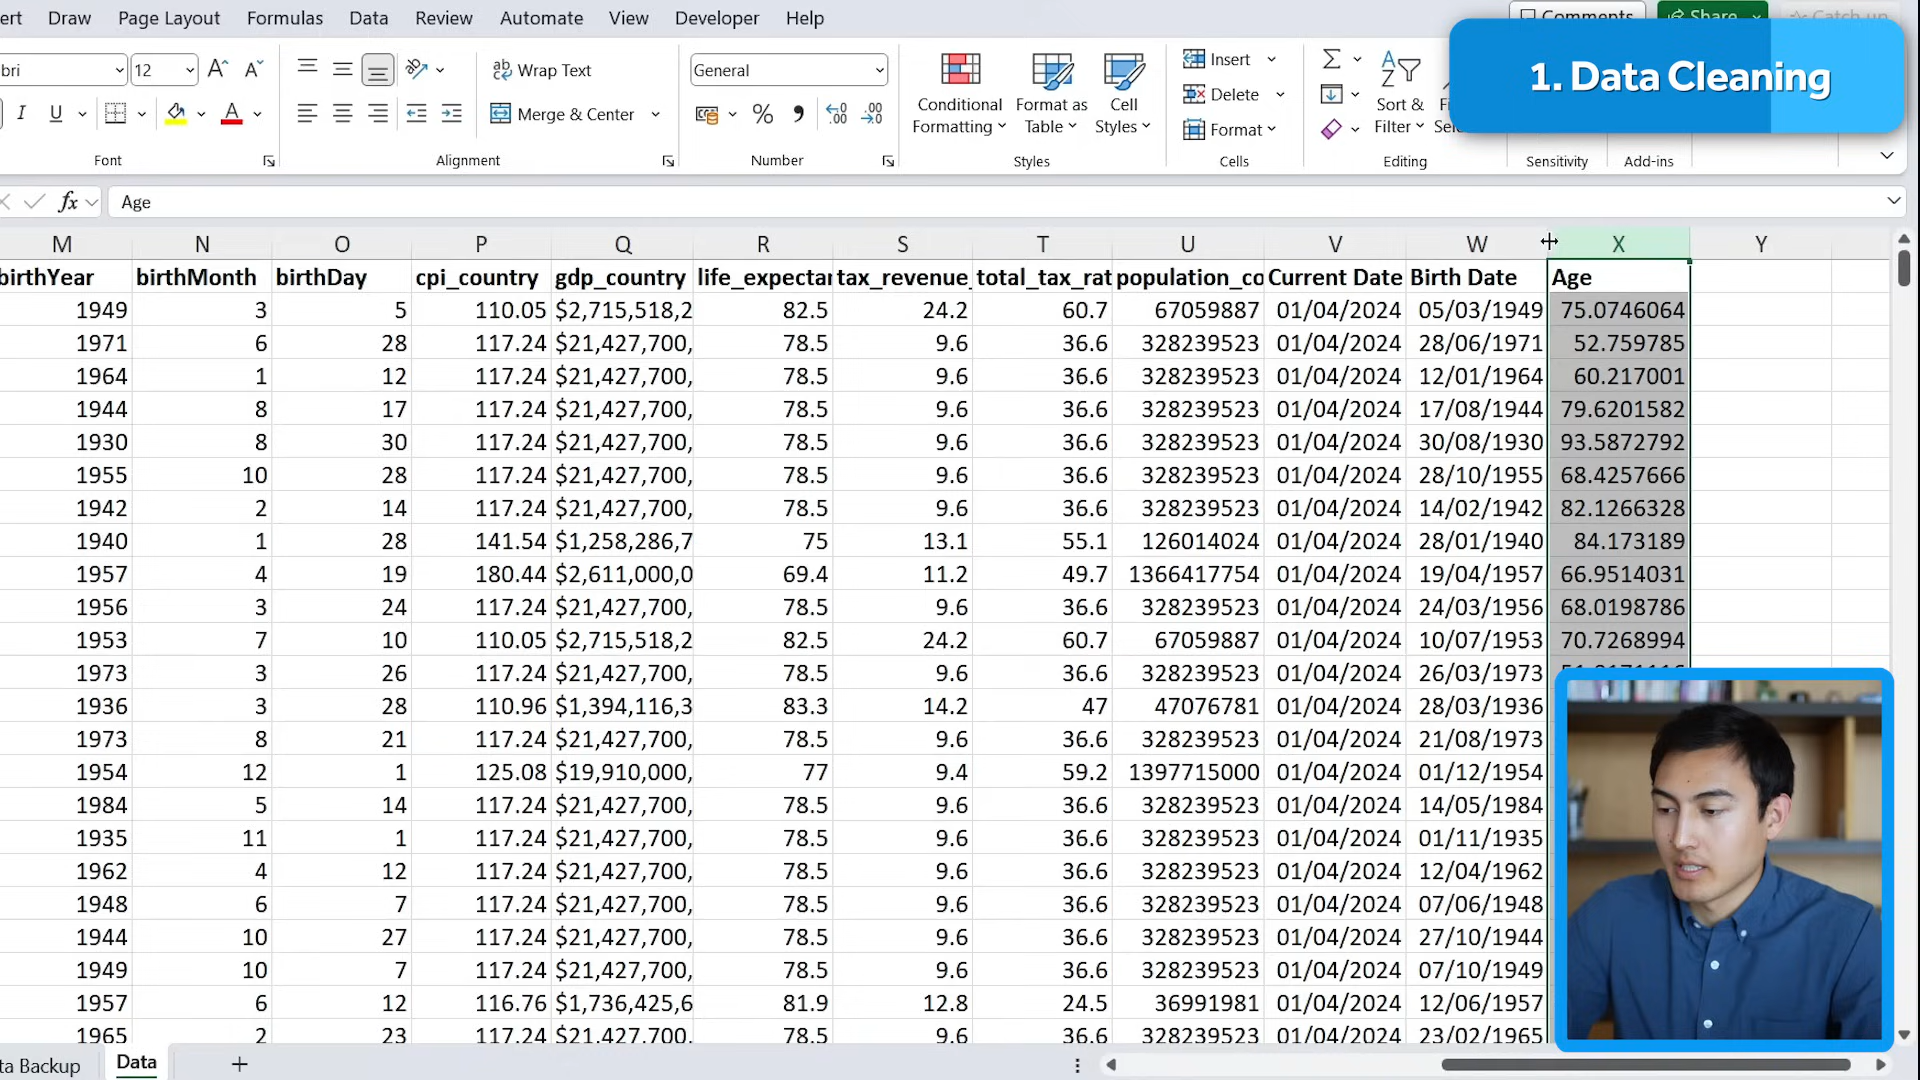 ert Draw Page Layout Formulas Data Review Automate View Developer Help
Comments Share Catch up
bri 12 A^ A˅ ab Wrap Text General Conditional Formatting Format as Table Cell Styles Insert Delete Format Sort & Filter
I U A Merge & Center % , .00
Font Alignment Number Styles Cells Editing Sensitivity Add-ins
1. Data Cleaning
fx Age
M N O P Q R S T U V W X Y
birthYear birthMonth birthDay cpi_country gdp_country life_expectan tax_revenue_ total_tax_rat population_co Current Date Birth Date Age
1949 3 5 110.05 $2,715,518,2 82.5 24.2 60.7 67059887 01/04/2024 05/03/1949 75.0746064
1971 6 28 117.24 $21,427,700, 78.5 9.6 36.6 328239523 01/04/2024 28/06/1971 52.759785
1964 1 12 117.24 $21,427,700, 78.5 9.6 36.6 328239523 01/04/2024 12/01/1964 60.217001
1944 8 17 117.24 $21,427,700, 78.5 9.6 36.6 328239523 01/04/2024 17/08/1944 79.6201582
1930 8 30 117.24 $21,427,700, 78.5 9.6 36.6 328239523 01/04/2024 30/08/1930 93.5872792
1955 10 28 117.24 $21,427,700, 78.5 9.6 36.6 328239523 01/04/2024 28/10/1955 68.4257666
1942 2 14 117.24 $21,427,700, 78.5 9.6 36.6 328239523 01/04/2024 14/02/1942 82.1266328
1940 1 28 141.54 $1,258,286,7 75 13.1 55.1 126014024 01/04/2024 28/01/1940 84.173189
1957 4 19 180.44 $2,611,000,0 69.4 11.2 49.7 1366417754 01/04/2024 19/04/1957 66.9514031
1956 3 24 117.24 $21,427,700, 78.5 9.6 36.6 328239523 01/04/2024 24/03/1956 68.0198786
1953 7 10 110.05 $2,715,518,2 82.5 24.2 60.7 67059887 01/04/2024 10/07/1953 70.7268994
1973 3 26 117.24 $21,427,700, 78.5 9.6 36.6 328239523 01/04/2024 26/03/1973
1936 3 28 110.96 $1,394,116,3 83.3 14.2 47 47076781 01/04/2024 28/03/1936
1973 8 21 117.24 $21,427,700, 78.5 9.6 36.6 328239523 01/04/2024 21/08/1973
1954 12 1 125.08 $19,910,000, 77 9.4 59.2 1397715000 01/04/2024 01/12/1954
1984 5 14 117.24 $21,427,700, 78.5 9.6 36.6 328239523 01/04/2024 14/05/1984
1935 11 1 117.24 $21,427,700, 78.5 9.6 36.6 328239523 01/04/2024 01/11/1935
1962 4 12 117.24 $21,427,700, 78.5 9.6 36.6 328239523 01/04/2024 12/04/1962
1948 6 7 117.24 $21,427,700, 78.5 9.6 36.6 328239523 01/04/2024 07/06/1948
1944 10 27 117.24 $21,427,700, 78.5 9.6 36.6 328239523 01/04/2024 27/10/1944
1949 10 7 117.24 $21,427,700, 78.5 9.6 36.6 328239523 01/04/2024 07/10/1949
1957 6 12 116.76 $1,736,425,6 81.9 12.8 24.5 36991981 01/04/2024 12/06/1957
1965 2 23 117.24 $21,427,700, 78.5 9.6 36.6 328239523 01/04/2024 23/02/1965
ta Backup Data +